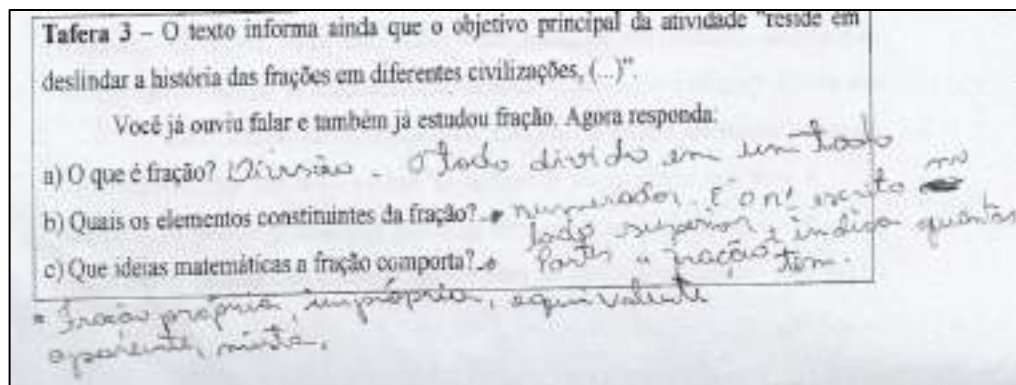 Tafera 3 – O texto informa ainda que o objetivo principal da atividade "reside em
deslindar a história das frações em diferentes civilizações, (...)".
Você já ouviu falar e também já estudou fração. Agora responda:
a) O que é fração? Divisão - O todo divido em um todo
b) Quais os elementos constituintes da fração? numerador. É o nº escrito no
lado superior e indica quantas
c) Que ideias matemáticas a fração comporta? Partes a fração tem.
* Fração própria, imprópria, equivalente
aparente, mista,